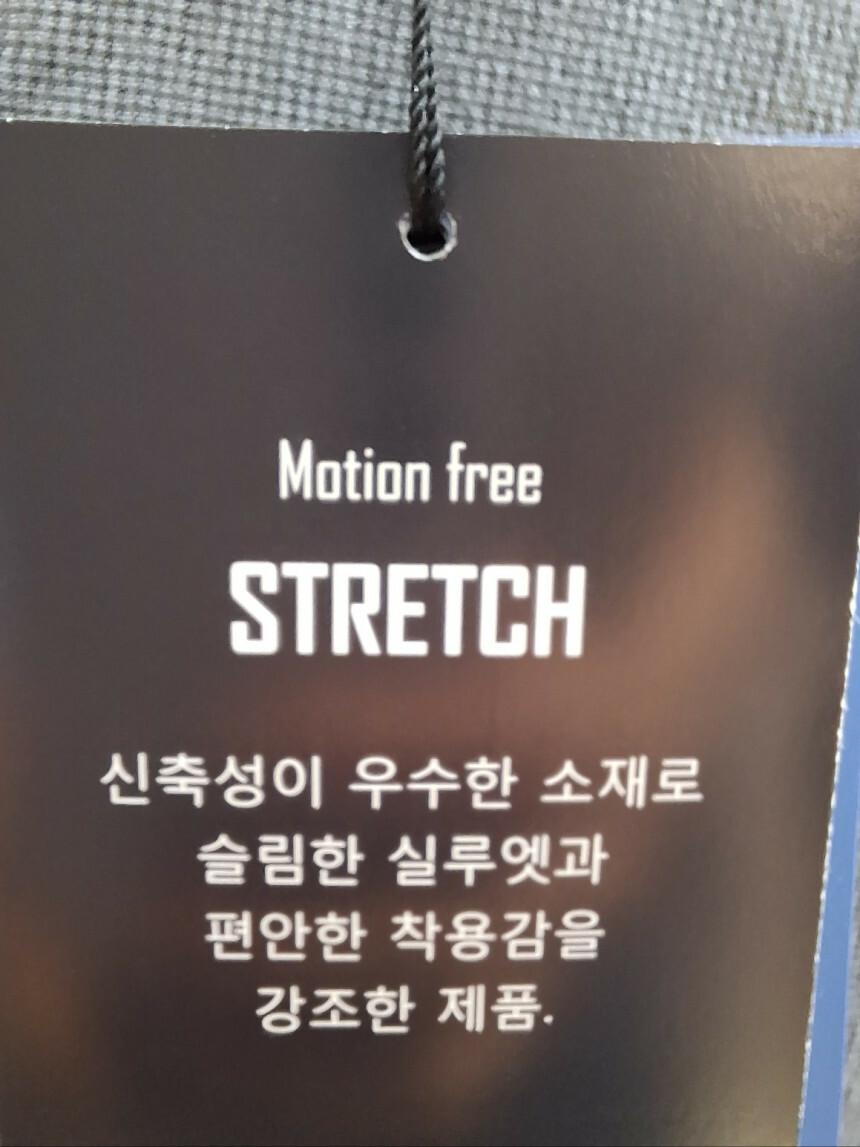 Motion free
STRETCH
신축성이 우수한 소재로
슬림한 실루엣과
편안한 착용감을
강조한 제품.